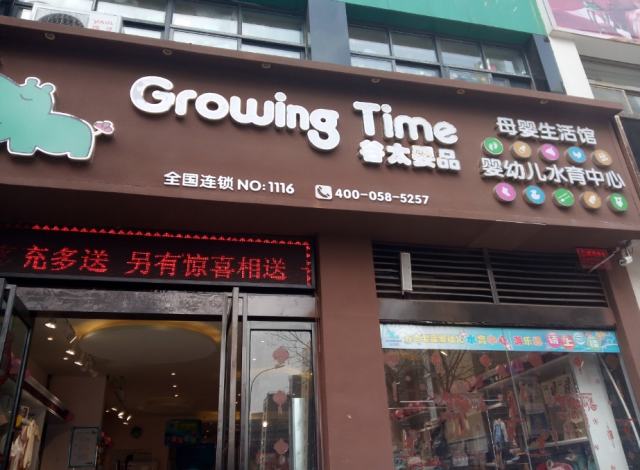 Growing Time
谷太婴品
母婴生活馆
婴幼儿水育中心
全国连锁 NO: 1116
400-058-5257
充多送 另有惊喜相送